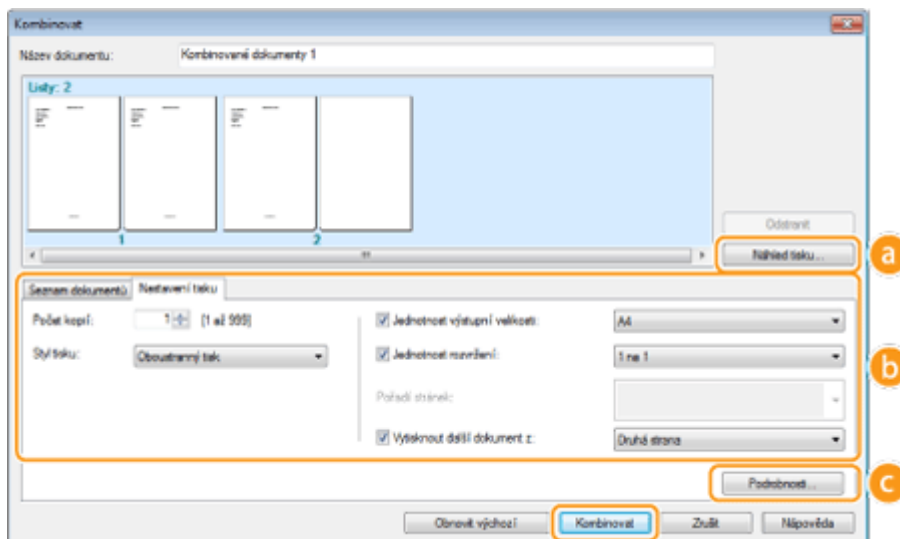 Kombinovat
Název dokumentu: Kombinované dokumenty 1
Listy: 2
1 2
Odstranit
Náhled tisku... a
Seznam dokumentů Nastavení tisku
Počet kopií: 1 [1 až 999] Jednotnost výstupní velikosti: A4
Styl tisku: Oboustranný tisk Jednotnost rozvržení: 1 na 1
b
Pořadí stránek:
Vytisknout další dokument z: Druhá strana
Podrobnosti... c
Obnovit výchozí Kombinovat Zrušit Nápověda